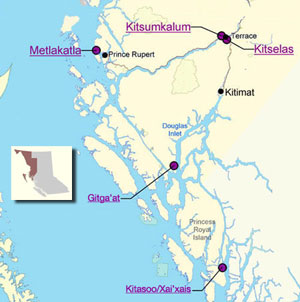 Kitsumkalum
Terrace
Metlakatla
Prince Rupert
Kitselas
Kitimat
Douglas
Inlet
Gitga'at
Princess
Royal
Island
Kitasoo/Xai'xais